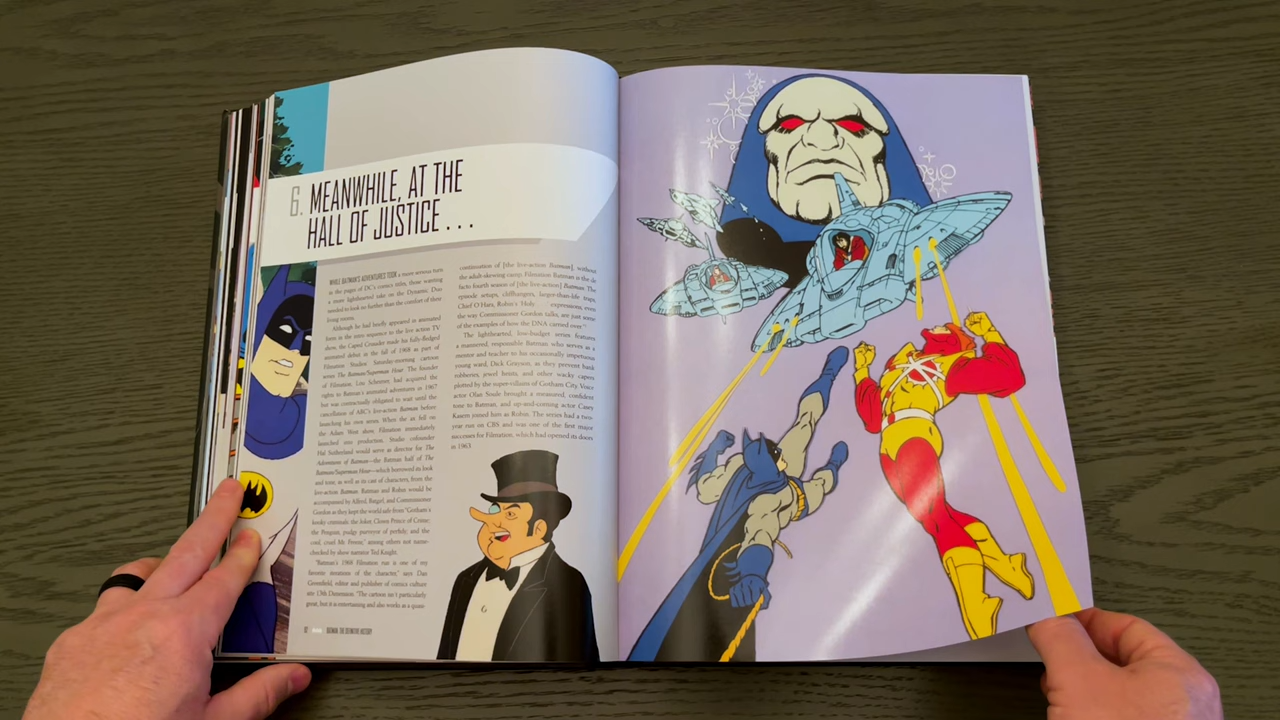 6. MEANWHILE, AT THE
HALL OF JUSTICE . . .
WHILE BATMAN'S ADVENTURES TOOK a more serious turn
in the pages of DC's comics titles, those wanting
a more lighthearted take on the Dynamic Duo
needed to look no further than the comfort of their
living rooms.
Although he had briefly appeared in animated
form in the intro sequence to the live action TV
show, the Caped Crusader made his fully-fledged
animated debut in the fall of 1968 as part of
Filmation Studios' Saturday-morning cartoon
series The Batman/Superman Hour. The founder
of Filmation, Lou Scheimer, had acquired the
rights to Batman's animated adventures in 1967
but was contractually obligated to wait until the
cancellation of ABC's live-action Batman before
launching his own series. When the ax fell on
the Adam West show, Filmation immediately
launched into production. Studio cofounder
Hal Sutherland would serve as director for The
Adventures of Batman—the Batman half of The
Batman/Superman Hour—which borrowed its look
and tone, as well as its cast of characters, from the
live-action Batman. Batman and Robin would be
accompanied by Alfred, Batgirl, and Commissioner
Gordon as they kept the world safe from "Gotham's
kooky criminals: the Joker, Clown Prince of Crime;
the Penguin, pudgy purveyor of perfidy; and the
cool, cruel Mr. Freeze," among others not name-
checked by show narrator Ted Knight.
"Batman's 1968 Filmation run is one of my
favorite iterations of the character," says Dan
Greenfield, editor and publisher of comics culture
site 13th Dimension. "The cartoon isn't particularly
great, but it is entertaining and also works as a quasi-
continuation of [the live-action Batman], without
the adult-skewing camp. Filmation Batman is the de
facto fourth season of [the live-action] Batman. The
episode setups, cliffhangers, larger-than-life traps,
Chief O'Hara, Robin's 'Holy expressions, even
the way Commissioner Gordon talks, are just some
of the examples of how the DNA carried over."
The lighthearted, low-budget series features
a mannered, responsible Batman who serves as a
mentor and teacher to his occasionally impetuous
young ward, Dick Grayson, as they prevent bank
robberies, jewel heists, and other wacky capers
plotted by the super-villains of Gotham City. Voice
actor Olan Soule brought a measured, confident
tone to Batman, and up-and-coming actor Casey
Kasem joined him as Robin. The series had a two-
year run on CBS and was one of the first major
successes for Filmation, which had opened its doors
in 1963
BATMAN: THE DEFINITIVE HISTORY